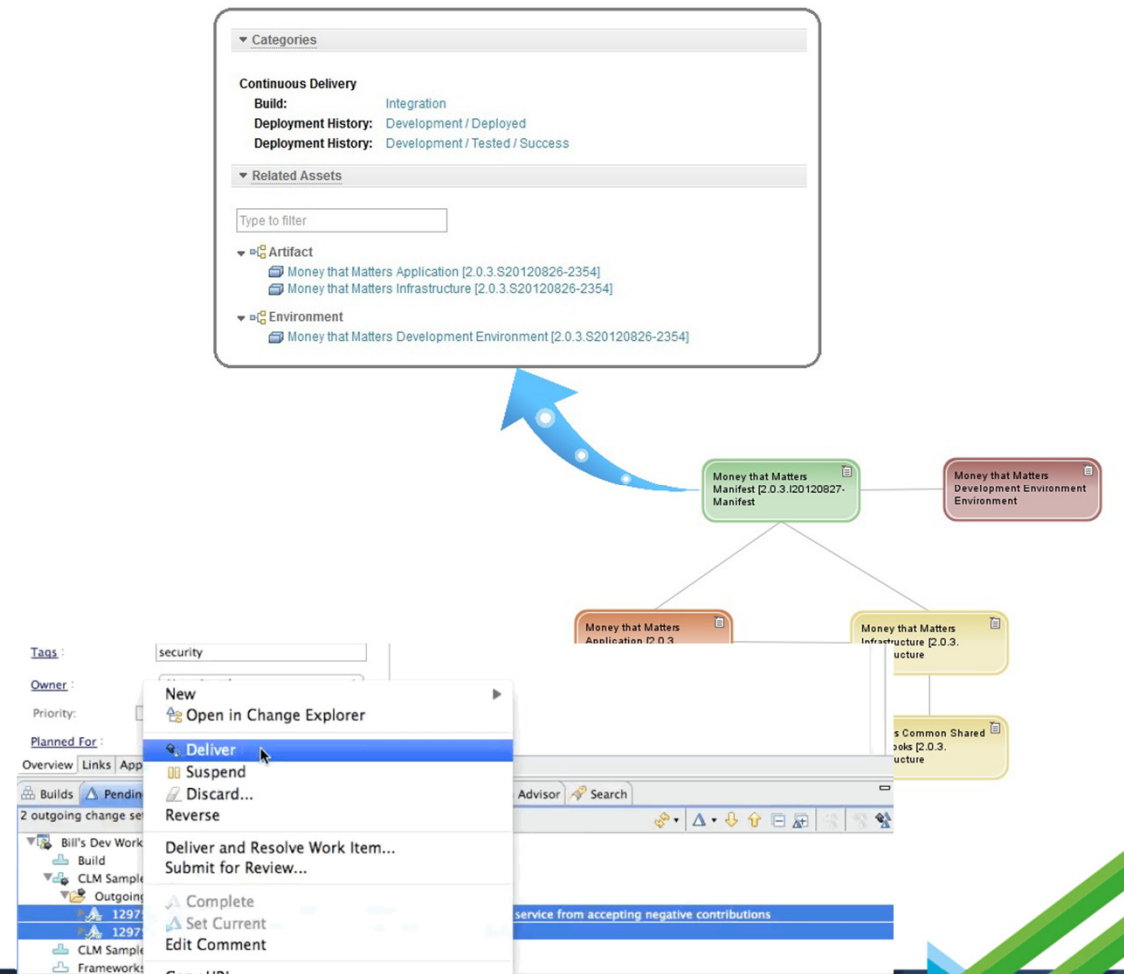 Categories
Continuous Delivery
Build: Integration
Deployment History: Development / Deployed
Deployment History: Development / Tested / Success
Related Assets
Type to filter
Artifact
Money that Matters Application [2.0.3.S20120826-2354]
Money that Matters Infrastructure [2.0.3.S20120826-2354]
Environment
Money that Matters Development Environment [2.0.3.S20120826-2354]
Money that Matters
Manifest [2.0.3.I20120827-
Manifest
Money that Matters
Development Environment
Environment
Money that Matters
Application [2.0.3.
Money that Matters
Infrastructure [2.0.3.
ucture
s Common Shared
ooks [2.0.3.
ucture
Tags :
security
Owner :
Priority:
Planned For :
Overview Links App
New
Open in Change Explorer
Deliver
Suspend
Discard...
Reverse
Deliver and Resolve Work Item...
Submit for Review...
Complete
Set Current
Edit Comment
Builds Pendin
Advisor Search
2 outgoing change se
Bill's Dev Work
Build
CLM Sample
Outgoing
1297
service from accepting negative contributions
1297
CLM Sample
Frameworks